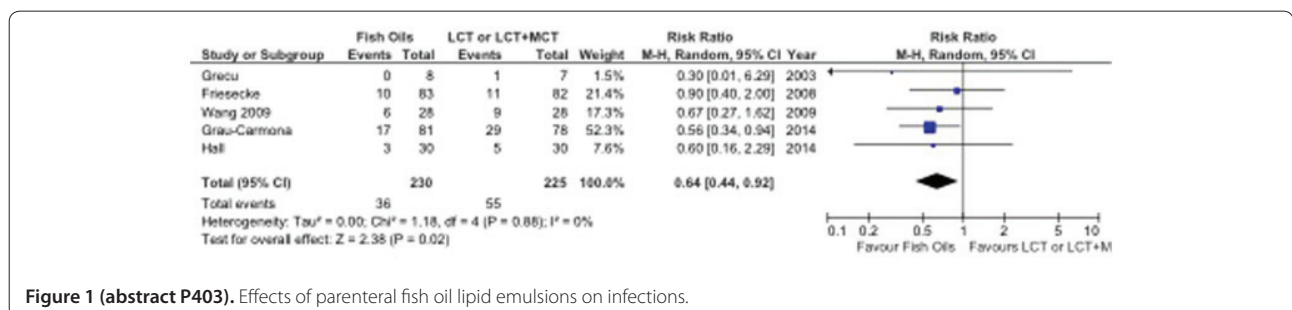 Fish Oils LCT or LCT+MCT Risk Ratio Risk Ratio
Study or Subgroup Events Total Events Total Weight M-H, Random, 95% CI Year M-H, Random, 95% CI
Grecu 0 8 1 7 1.5% 0.30 [0.01, 6.29] 2003
Friesecke 10 83 11 82 21.4% 0.90 [0.40, 2.00] 2008
Wang 2009 6 28 9 28 17.3% 0.67 [0.27, 1.62] 2009
Grau-Carmona 17 81 29 78 52.3% 0.56 [0.34, 0.94] 2014
Hall 3 30 5 30 7.6% 0.60 [0.16, 2.29] 2014
Total (95% CI) 230 225 100.0% 0.64 [0.44, 0.92]
Total events 36 55
Heterogeneity: Tau² = 0.00; Chi² = 1.18, df = 4 (P = 0.88); I² = 0%
Test for overall effect: Z = 2.38 (P = 0.02)
0.1 0.2 0.5 1 2 5 10
Favour Fish Oils Favours LCT or LCT+M
Figure 1 (abstract P403). Effects of parenteral fish oil lipid emulsions on infections.